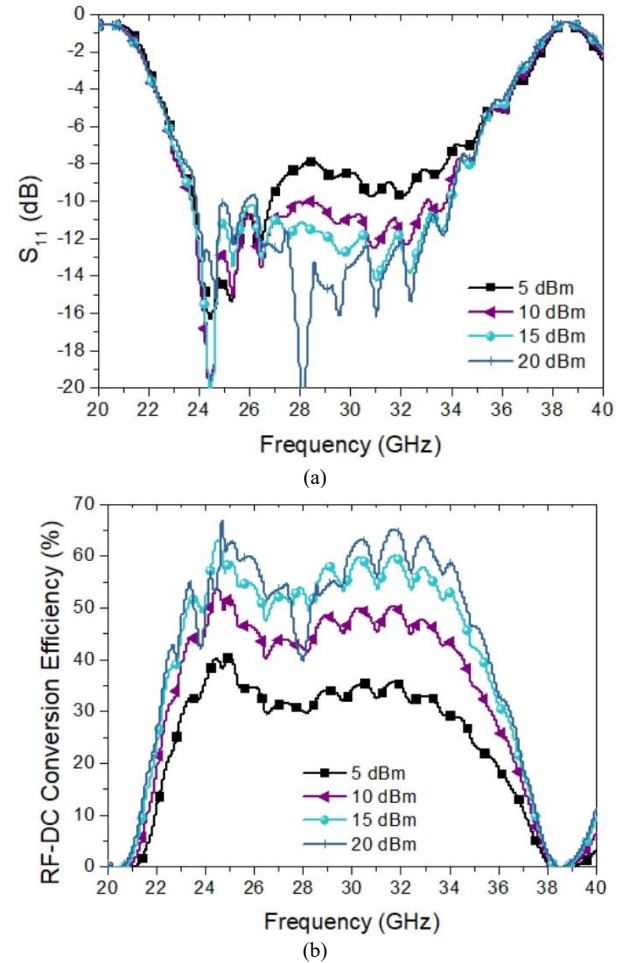 0
-2
-4
-6
-8
-10
-12
-14
-16
-18
-20
S11 (dB)
5 dBm
10 dBm
15 dBm
20 dBm
20 22 24 26 28 30 32 34 36 38 40
Frequency (GHz)
(a)
70
60
50
40
30
20
10
0
RF-DC Conversion Efficiency (%)
5 dBm
10 dBm
15 dBm
20 dBm
20 22 24 26 28 30 32 34 36 38 40
Frequency (GHz)
(b)